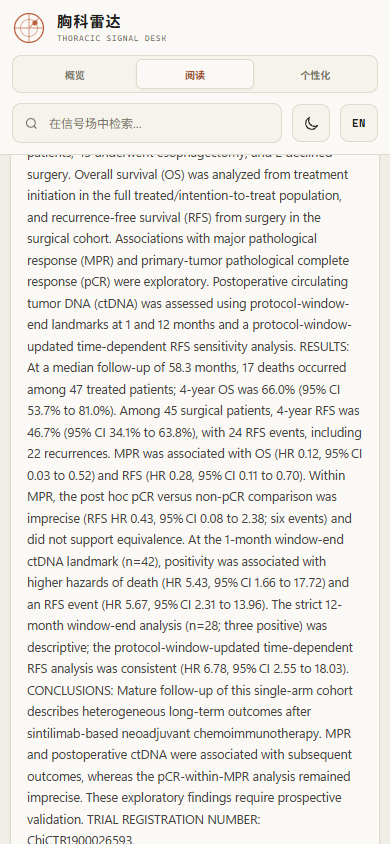 胸科雷达
THORACIC SIGNAL DESK
概览
阅读
个性化
在信号场中检索...
EN
patients, 45 underwent esophagectomy, and 2 declined
surgery. Overall survival (OS) was analyzed from treatment
initiation in the full treated/intention-to-treat population,
and recurrence-free survival (RFS) from surgery in the
surgical cohort. Associations with major pathological
response (MPR) and primary-tumor pathological complete
response (pCR) were exploratory. Postoperative circulating
tumor DNA (ctDNA) was assessed using protocol-window-
end landmarks at 1 and 12 months and a protocol-window-
updated time-dependent RFS sensitivity analysis. RESULTS:
At a median follow-up of 58.3 months, 17 deaths occurred
among 47 treated patients; 4-year OS was 66.0% (95% CI
53.7% to 81.0%). Among 45 surgical patients, 4-year RFS was
46.7% (95% CI 34.1% to 63.8%), with 24 RFS events, including
22 recurrences. MPR was associated with OS (HR 0.12, 95% CI
0.03 to 0.52) and RFS (HR 0.28, 95% CI 0.11 to 0.70). Within
MPR, the post hoc pCR versus non-pCR comparison was
imprecise (RFS HR 0.43, 95% CI 0.08 to 2.38; six events) and
did not support equivalence. At the 1-month window-end
ctDNA landmark (n=42), positivity was associated with
higher hazards of death (HR 5.43, 95% CI 1.66 to 17.72) and
an RFS event (HR 5.67, 95% CI 2.31 to 13.96). The strict 12-
month window-end analysis (n=28; three positive) was
descriptive; the protocol-window-updated time-dependent
RFS analysis was consistent (HR 6.78, 95% CI 2.55 to 18.03).
CONCLUSIONS: Mature follow-up of this single-arm cohort
describes heterogeneous long-term outcomes after
sintilimab-based neoadjuvant chemoimmunotherapy. MPR
and postoperative ctDNA were associated with subsequent
outcomes, whereas the pCR-within-MPR analysis remained
imprecise. These exploratory findings require prospective
validation. TRIAL REGISTRATION NUMBER:
ChiCTR1900026593.